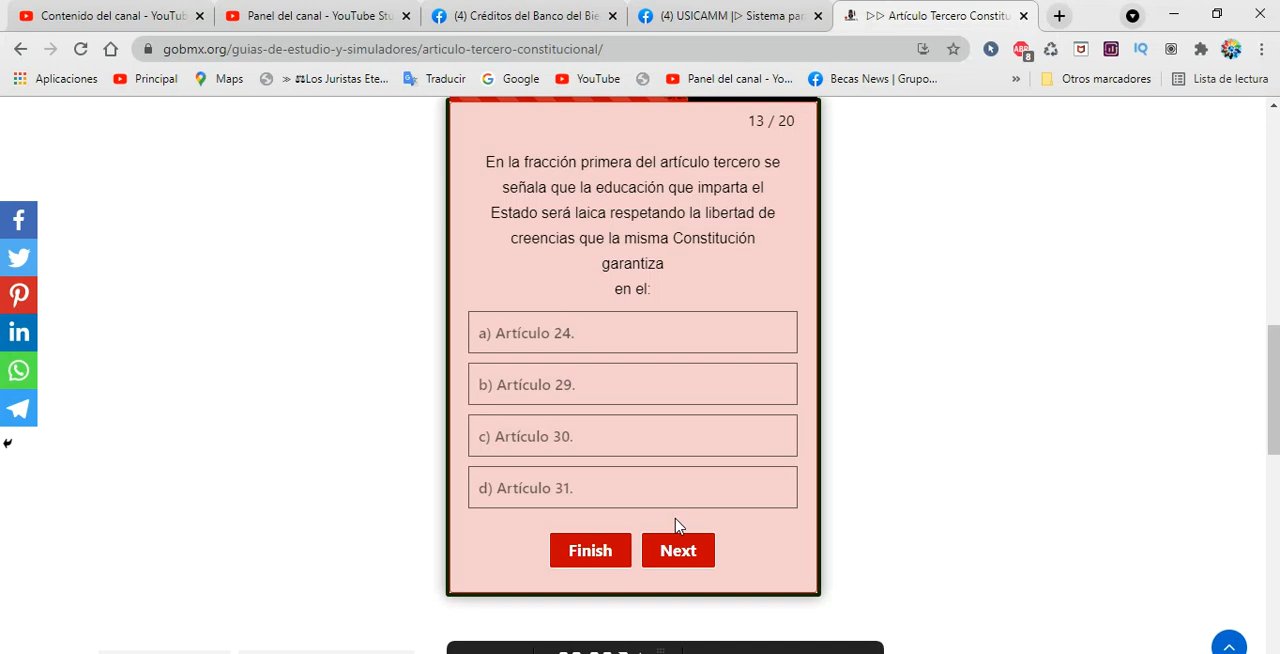 Contenido del canal - YouTub
Panel del canal - YouTube Stu
(4) Créditos del Banco del Bie
(4) USICAMM |▷ Sistema par
▷▷ Artículo Tercero Constitu
gobmx.org/guias-de-estudio-y-simuladores/articulo-tercero-constitucional/
ABP
8
IQ
Aplicaciones
Principal
Maps
» ⚖Los Juristas Ete...
Traducir
Google
YouTube
Panel del canal - Yo...
Becas News | Grupo...
»
Otros marcadores
Lista de lectura
13 / 20
En la fracción primera del artículo tercero se
señala que la educación que imparta el
Estado será laica respetando la libertad de
creencias que la misma Constitución
garantiza
en el:
a) Artículo 24.
b) Artículo 29.
c) Artículo 30.
d) Artículo 31.
Finish
Next